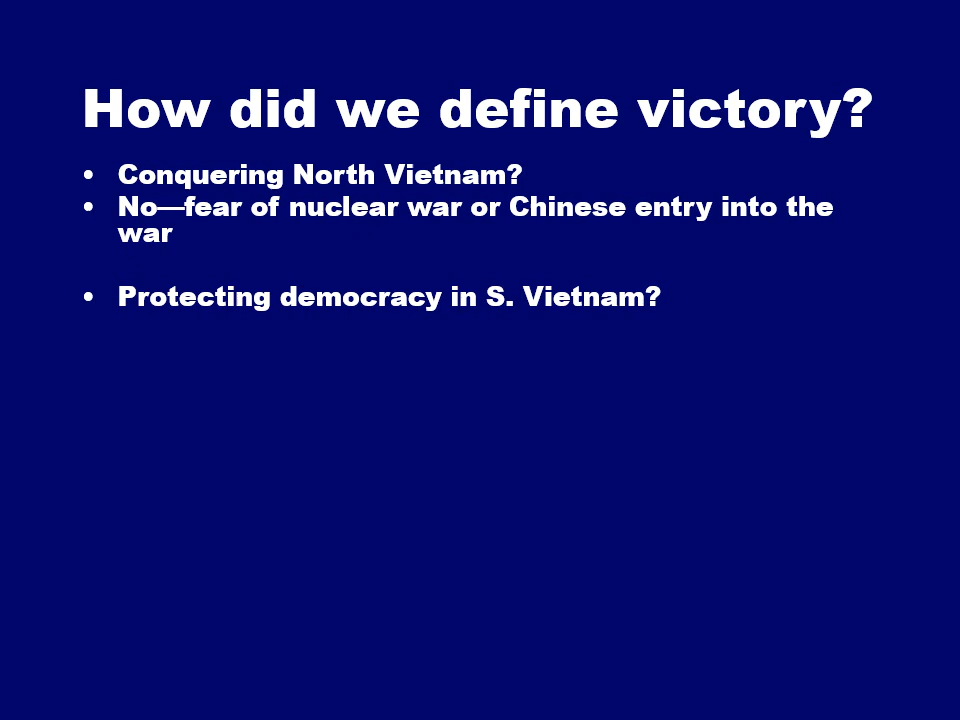 How did we define victory?
• Conquering North Vietnam?
• No—fear of nuclear war or Chinese entry into the
war
• Protecting democracy in S. Vietnam?